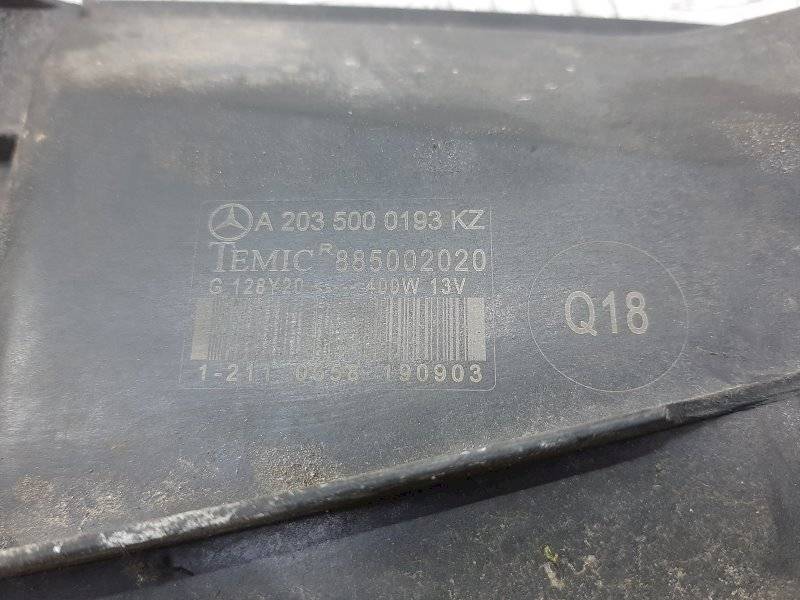 A 203 500 0193 KZ
TEMIC R 885002020
G 128Y20 400W 13V
1-211 190903
Q18